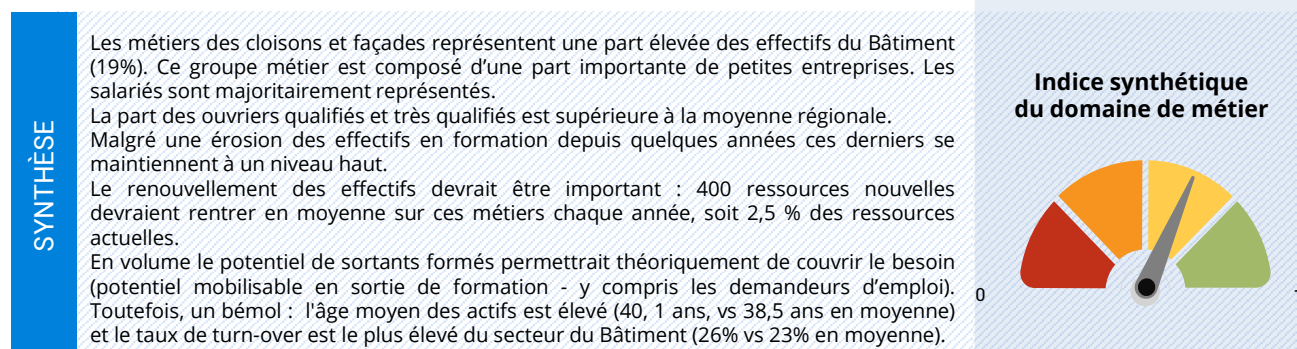 SYNTHÈSE
Les métiers des cloisons et façades représentent une part élevée des effectifs du Bâtiment
(19%). Ce groupe métier est composé d’une part importante de petites entreprises. Les
salariés sont majoritairement représentés.
La part des ouvriers qualifiés et très qualifiés est supérieure à la moyenne régionale.
Malgré une érosion des effectifs en formation depuis quelques années ces derniers se
maintiennent à un niveau haut.
Le renouvellement des effectifs devrait être important : 400 ressources nouvelles
devraient rentrer en moyenne sur ces métiers chaque année, soit 2,5 % des ressources
actuelles.
En volume le potentiel de sortants formés permettrait théoriquement de couvrir le besoin
(potentiel mobilisable en sortie de formation - y compris les demandeurs d’emploi).
Toutefois, un bémol : l'âge moyen des actifs est élevé (40, 1 ans, vs 38,5 ans en moyenne)
et le taux de turn-over est le plus élevé du secteur du Bâtiment (26% vs 23% en moyenne).
Indice synthétique
du domaine de métier
0